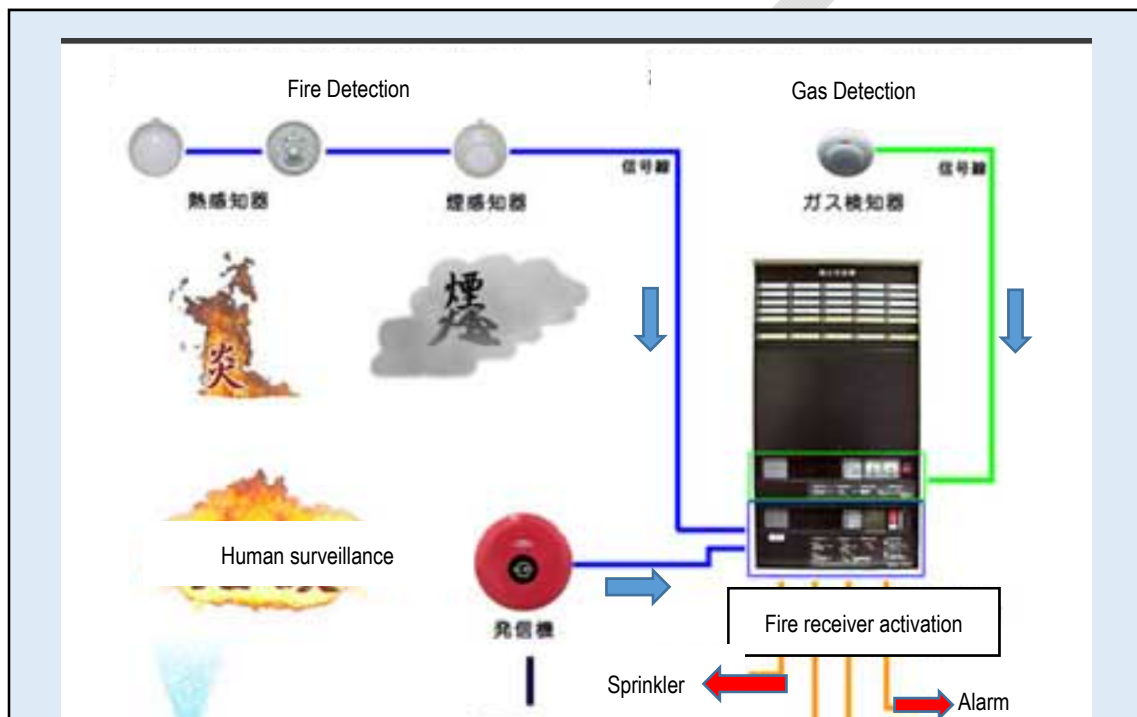 Fire Detection
Gas Detection
信号線
信号線
熱感知器
煙感知器
ガス検知器
煙
炎
Human surveillance
発信機
Fire receiver activation
Sprinkler
Alarm